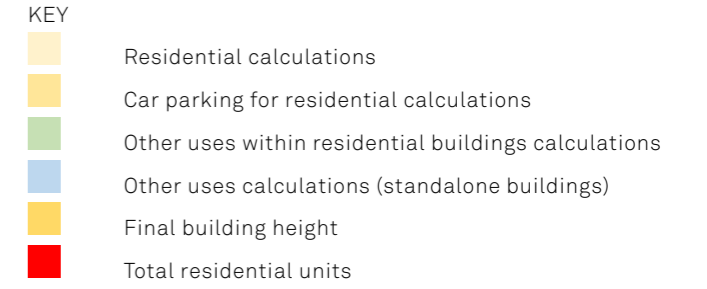 KEY
Residential calculations
Car parking for residential calculations
Other uses within residential buildings calculations
Other uses calculations (standalone buildings)
Final building height
Total residential units